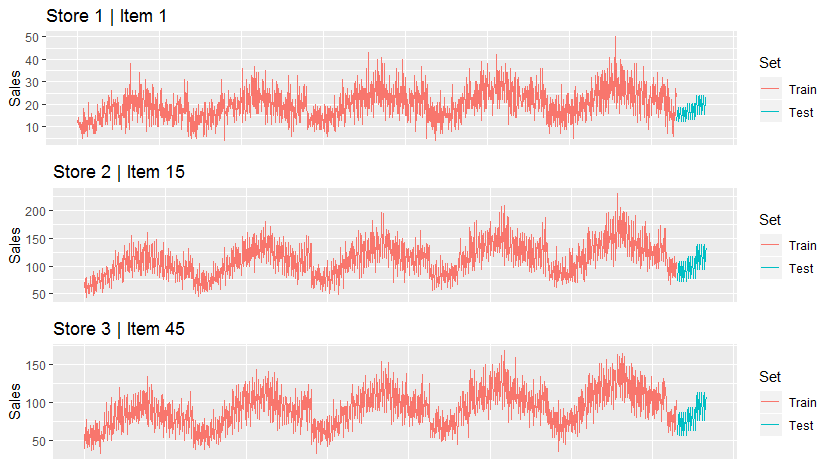 Store 1 | Item 1
50
40
30
20
10
Sales
Set
Train
Test
Store 2 | Item 15
200
150
100
50
Sales
Set
Train
Test
Store 3 | Item 45
150
100
50
Sales
Set
Train
Test